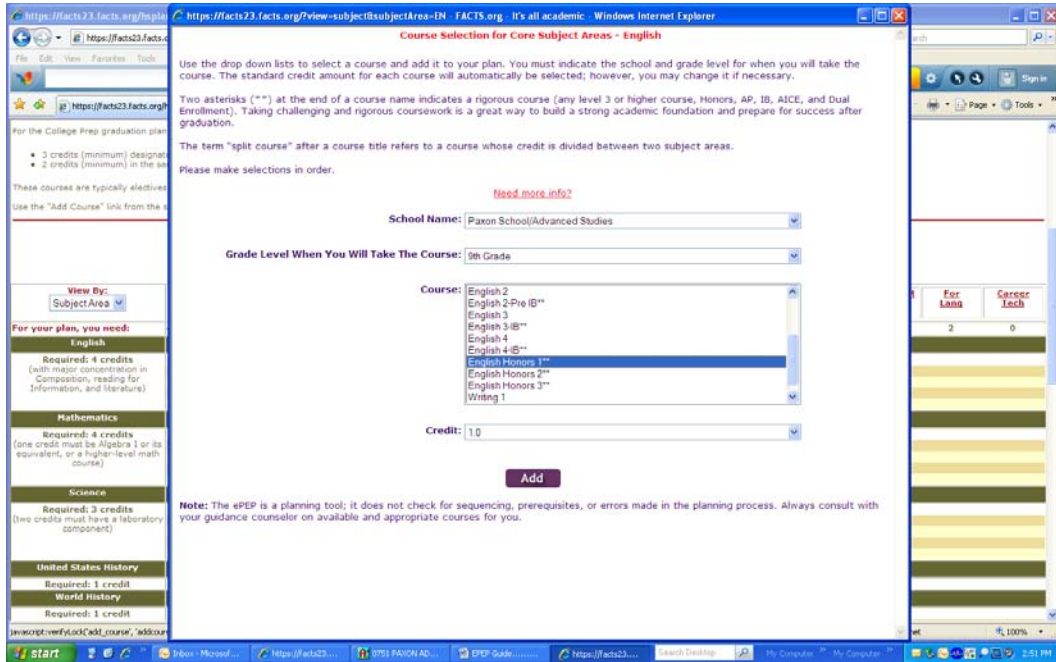 https://facts23.facts.org/hsplan
https://facts23.facts.org/?view=subject&subjectArea=EN - FACTS.org - It's all academic - Windows Internet Explorer
https://facts23.facts.o
File Edit View Favorites Tools
Sign in
https://facts23.facts.org/h
Page Tools
For the College Prep graduation plan
3 credits (minimum) designat
2 credits (minimum) in the sa
These courses are typically electives
Use the "Add Course" link from the s
View By:
Subject Area
For your plan, you need:
English
Required: 4 credits
(with major concentration in
Composition, reading for
Information, and literature)
Mathematics
Required: 4 credits
(one credit must be Algebra I or its
equivalent, or a higher-level math
course)
Science
Required: 3 credits
(two credits must have a laboratory
component)
United States History
Required: 1 credit
World History
Required: 1 credit
Course Selection for Core Subject Areas - English
Use the drop down lists to select a course and add it to your plan. You must indicate the school and grade level for when you will take the
course. The standard credit amount for each course will automatically be selected; however, you may change it if necessary.
Two asterisks (**) at the end of a course name indicates a rigorous course (any level 3 or higher course, Honors, AP, IB, AICE, and Dual
Enrollment). Taking challenging and rigorous coursework is a great way to build a strong academic foundation and prepare for success after
graduation.
The term "split course" after a course title refers to a course whose credit is divided between two subject areas.
Please make selections in order.
Need more info?
School Name: Paxon School/Advanced Studies
Grade Level When You Will Take The Course: 9th Grade
Course:
English 2
English 2-Pre IB**
English 3
English 3-IB**
English 4
English 4-IB**
English Honors 1**
English Honors 2**
English Honors 3**
Writing 1
Credit: 1.0
Add
Note: The ePEP is a planning tool; it does not check for sequencing, prerequisites, or errors made in the planning process. Always consult with
your guidance counselor on available and appropriate courses for you.
For
Lang
Career
Tech
2
0
javascript:verifyLock('add_course', 'addcour
100%
start
Inbox - Microsof...
https://facts23....
0751 PAXON AD...
EPEP Guide.........
https://facts23....
Search Desktop
My Computer
My Computer
2:51 PM